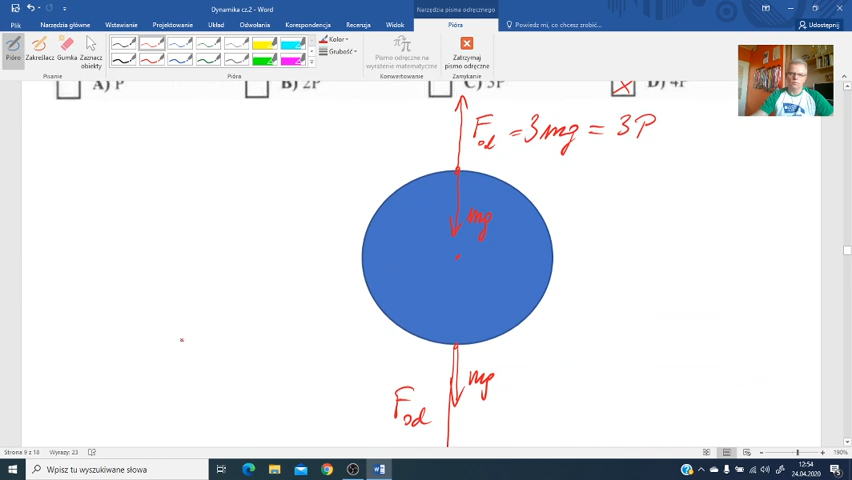 Dynamika cz.2 - Word
Narzędzia pisma odręcznego
Plik Narzędzia główne Wstawianie Projektowanie Układ Odwołania Korespondencja Recenzja Widok Pióra Powiedz mi, co chcesz zrobić... Udostępnij
Pióro Zakreślacz Gumka Zaznacz obiekty
Kolor
Grubość
Pismo odręczne na wyrażenie matematyczne
Zatrzymaj pismo odręczne
Pisanie Pióra Konwertowanie Zamykanie
A) P B) 2P C) 3P D) 4P
F od = 3mg = 3P
mg
mg
F od
Strona 9 z 18 Wyrazy: 23 190%
Wpisz tu wyszukiwane słowa
12:54
24.04.2020